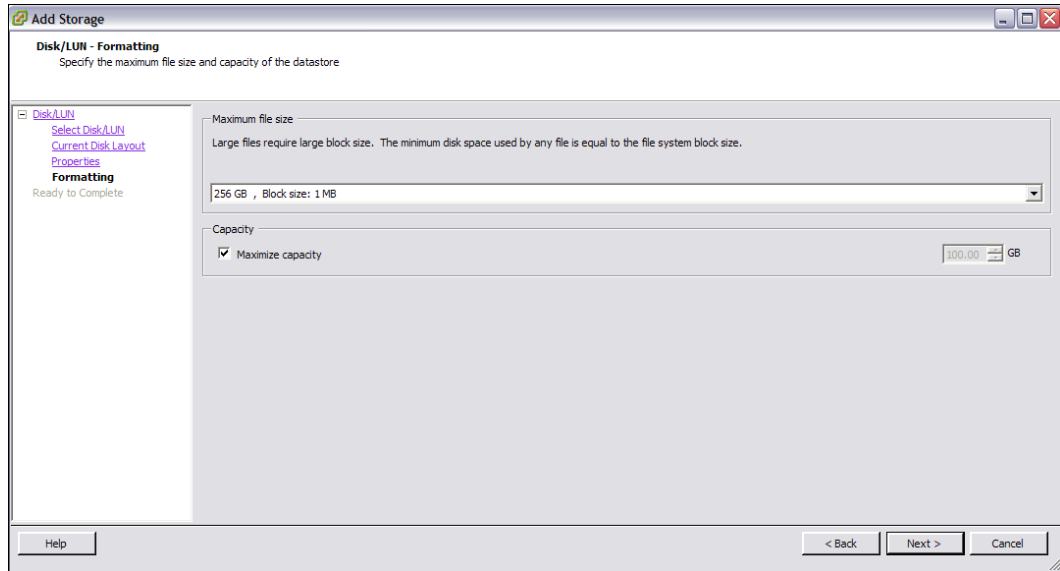 Add Storage
Disk/LUN - Formatting
Specify the maximum file size and capacity of the datastore
Disk/LUN
Select Disk/LUN
Current Disk Layout
Properties
Formatting
Ready to Complete
Maximum file size
Large files require large block size. The minimum disk space used by any file is equal to the file system block size.
256 GB , Block size: 1 MB
Capacity
Maximize capacity
100.00 GB
Help
< Back
Next >
Cancel